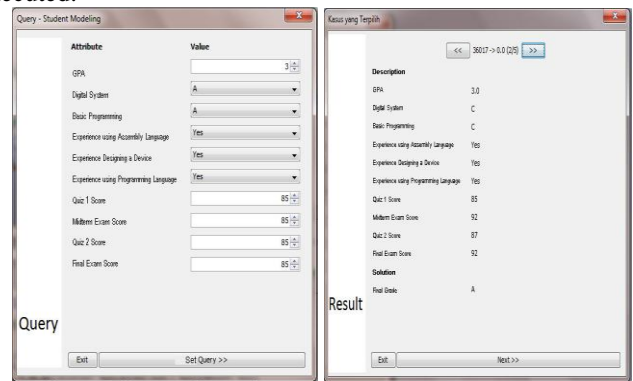 Query - Student Modeling
Attribute Value
GPA 3
Digital System A
Basic Programming A
Experience using Assembly Language Yes
Experience Designing a Device Yes
Experience using Programming Language Yes
Quiz 1 Score 85
Midterm Exam Score 85
Quiz 2 Score 85
Final Exam Score 85
Query
Exit Set Query >>
Kasus yang Terpilih
<< 36017 -> 0.0 (2/5) >>
Description
GPA 3.0
Digital System C
Basic Programming C
Experience using Assembly Language Yes
Experience Designing a Device Yes
Experience using Programming Language Yes
Quiz 1 Score 85
Midterm Exam Score 92
Quiz 2 Score 87
Final Exam Score 92
Solution
Final Grade A
Result
Exit Next >>